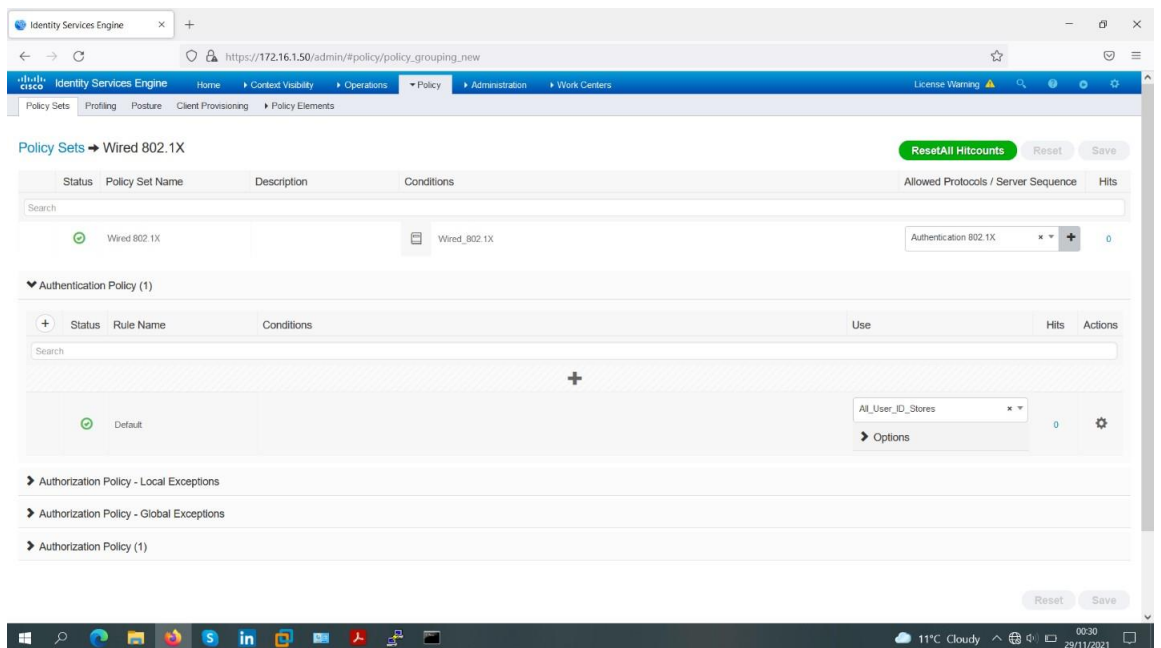 Identity Services Engine
https://172.16.1.50/admin/#policy/policy_grouping_new
CISCO Identity Services Engine Home Context Visibility Operations Policy Administration Work Centers License Warning
Policy Sets Profiling Posture Client Provisioning Policy Elements
Policy Sets → Wired 802.1X ResetAll Hitcounts Reset Save
Status Policy Set Name Description Conditions Allowed Protocols / Server Sequence Hits
Search
Wired 802.1X Wired_802.1X Authentication 802.1X 0
Authentication Policy (1)
Status Rule Name Conditions Use Hits Actions
Search
Default All_User_ID_Stores 0
Options
Authorization Policy - Local Exceptions
Authorization Policy - Global Exceptions
Authorization Policy (1)
Reset Save
11°C Cloudy 00:30
29/11/2021